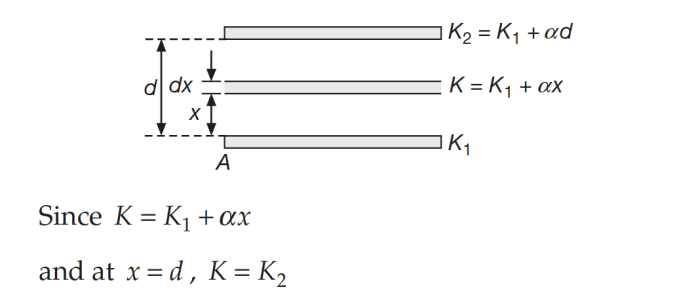 K₂ = K₁ + αd
d dx
K = K₁ + αx
x
K₁
A
Since K = K₁ + αx
and at x = d , K = K₂